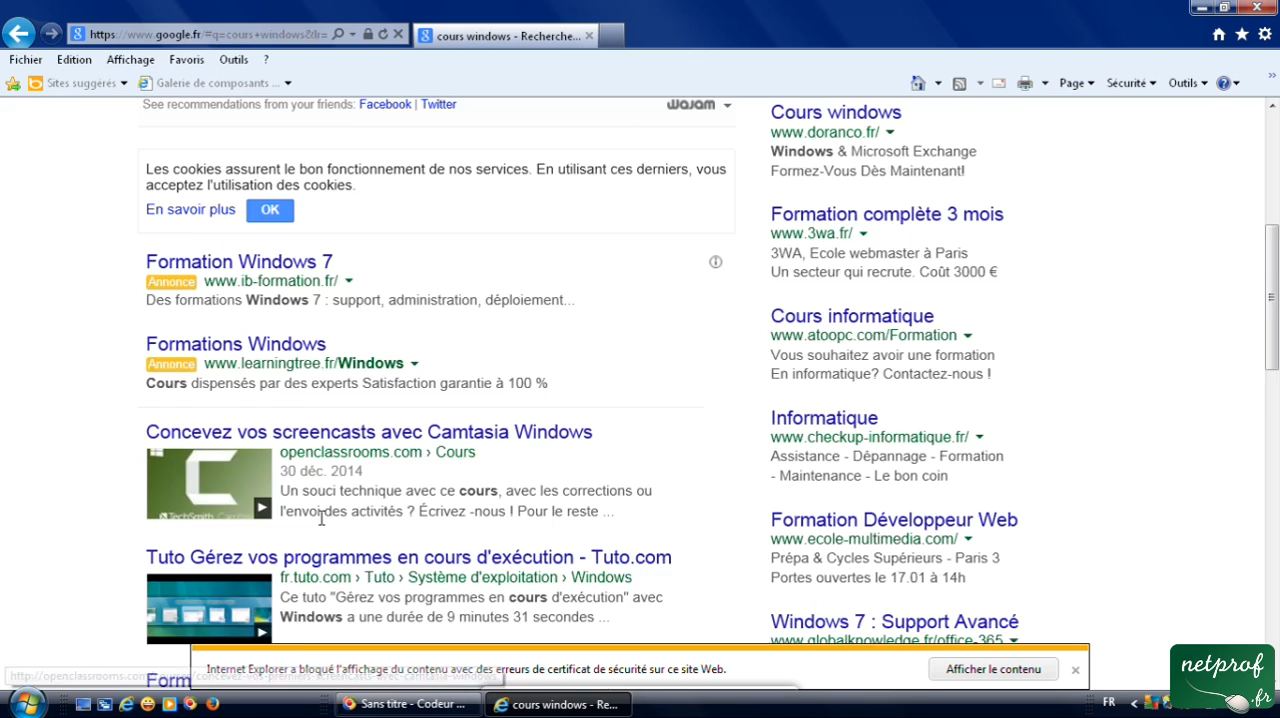 https://www.google.fr/#q=cours+windows&lr=
cours windows - Recherche...
Fichier Edition Affichage Favoris Outils ?
Sites suggérés Galerie de composants ...
Page Sécurité Outils
See recommendations from your friends: Facebook | Twitter
wajam
Les cookies assurent le bon fonctionnement de nos services. En utilisant ces derniers, vous
acceptez l'utilisation des cookies.
En savoir plus OK
Formation Windows 7
Annonce www.ib-formation.fr/
Des formations Windows 7 : support, administration, déploiement...
Formations Windows
Annonce www.learningtree.fr/Windows
Cours dispensés par des experts Satisfaction garantie à 100 %
Concevez vos screencasts avec Camtasia Windows
openclassrooms.com › Cours
30 déc. 2014
Un souci technique avec ce cours, avec les corrections ou
l'envoi des activités ? Écrivez -nous ! Pour le reste ...
Tuto Gérez vos programmes en cours d'exécution - Tuto.com
fr.tuto.com › Tuto › Système d'exploitation › Windows
Ce tuto "Gérez vos programmes en cours d'exécution" avec
Windows a une durée de 9 minutes 31 secondes ...
Form
Cours windows
www.doranco.fr/
Windows & Microsoft Exchange
Formez-Vous Dès Maintenant!
Formation complète 3 mois
www.3wa.fr/
3WA, Ecole webmaster à Paris
Un secteur qui recrute. Coût 3000 €
Cours informatique
www.atoopc.com/Formation
Vous souhaitez avoir une formation
En informatique? Contactez-nous !
Informatique
www.checkup-informatique.fr/
Assistance - Dépannage - Formation
- Maintenance - Le bon coin
Formation Développeur Web
www.ecole-multimedia.com/
Prépa & Cycles Supérieurs - Paris 3
Portes ouvertes le 17.01 à 14h
Windows 7 : Support Avancé
www.globalknowledge.fr/office-365
Internet Explorer a bloqué l'affichage du contenu avec des erreurs de certificat de sécurité sur ce site Web.
Afficher le contenu
Sans titre - Codeur ...
cours windows - Re...
FR
netprof
.fr